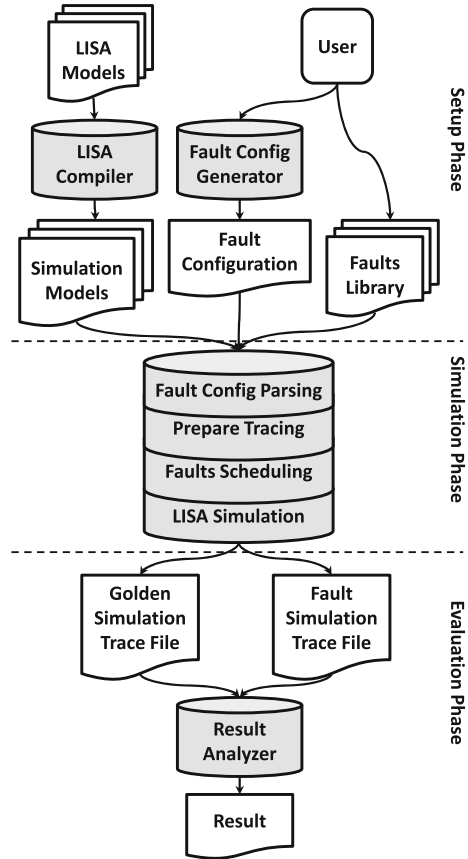 LISA
Models
User
LISA
Compiler
Fault Config
Generator
Setup Phase
Simulation
Models
Fault
Configuration
Faults
Library
Fault Config Parsing
Prepare Tracing
Faults Scheduling
LISA Simulation
Simulation Phase
Golden
Simulation
Trace File
Fault
Simulation
Trace File
Evaluation Phase
Result
Analyzer
Result